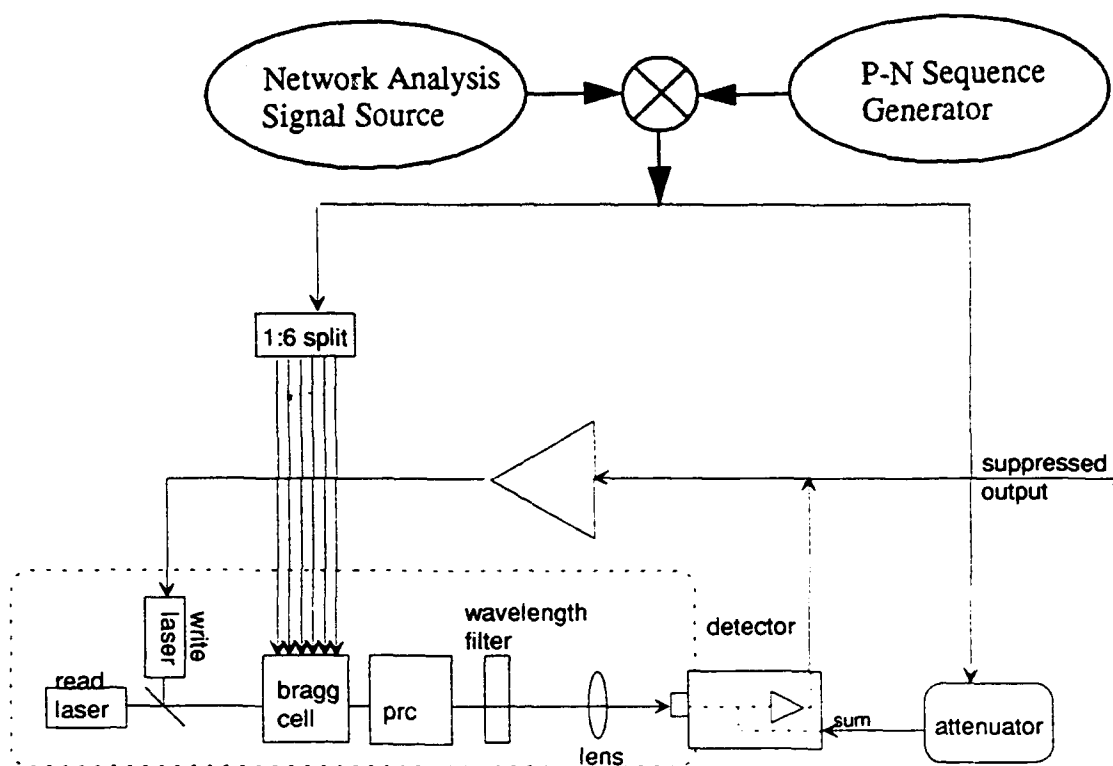 Network Analysis
Signal Source
P-N Sequence
Generator
1:6 split
suppressed
output
write
laser
wavelength
filter
detector
read
laser
bragg
cell
prc
lens
sum
attenuator